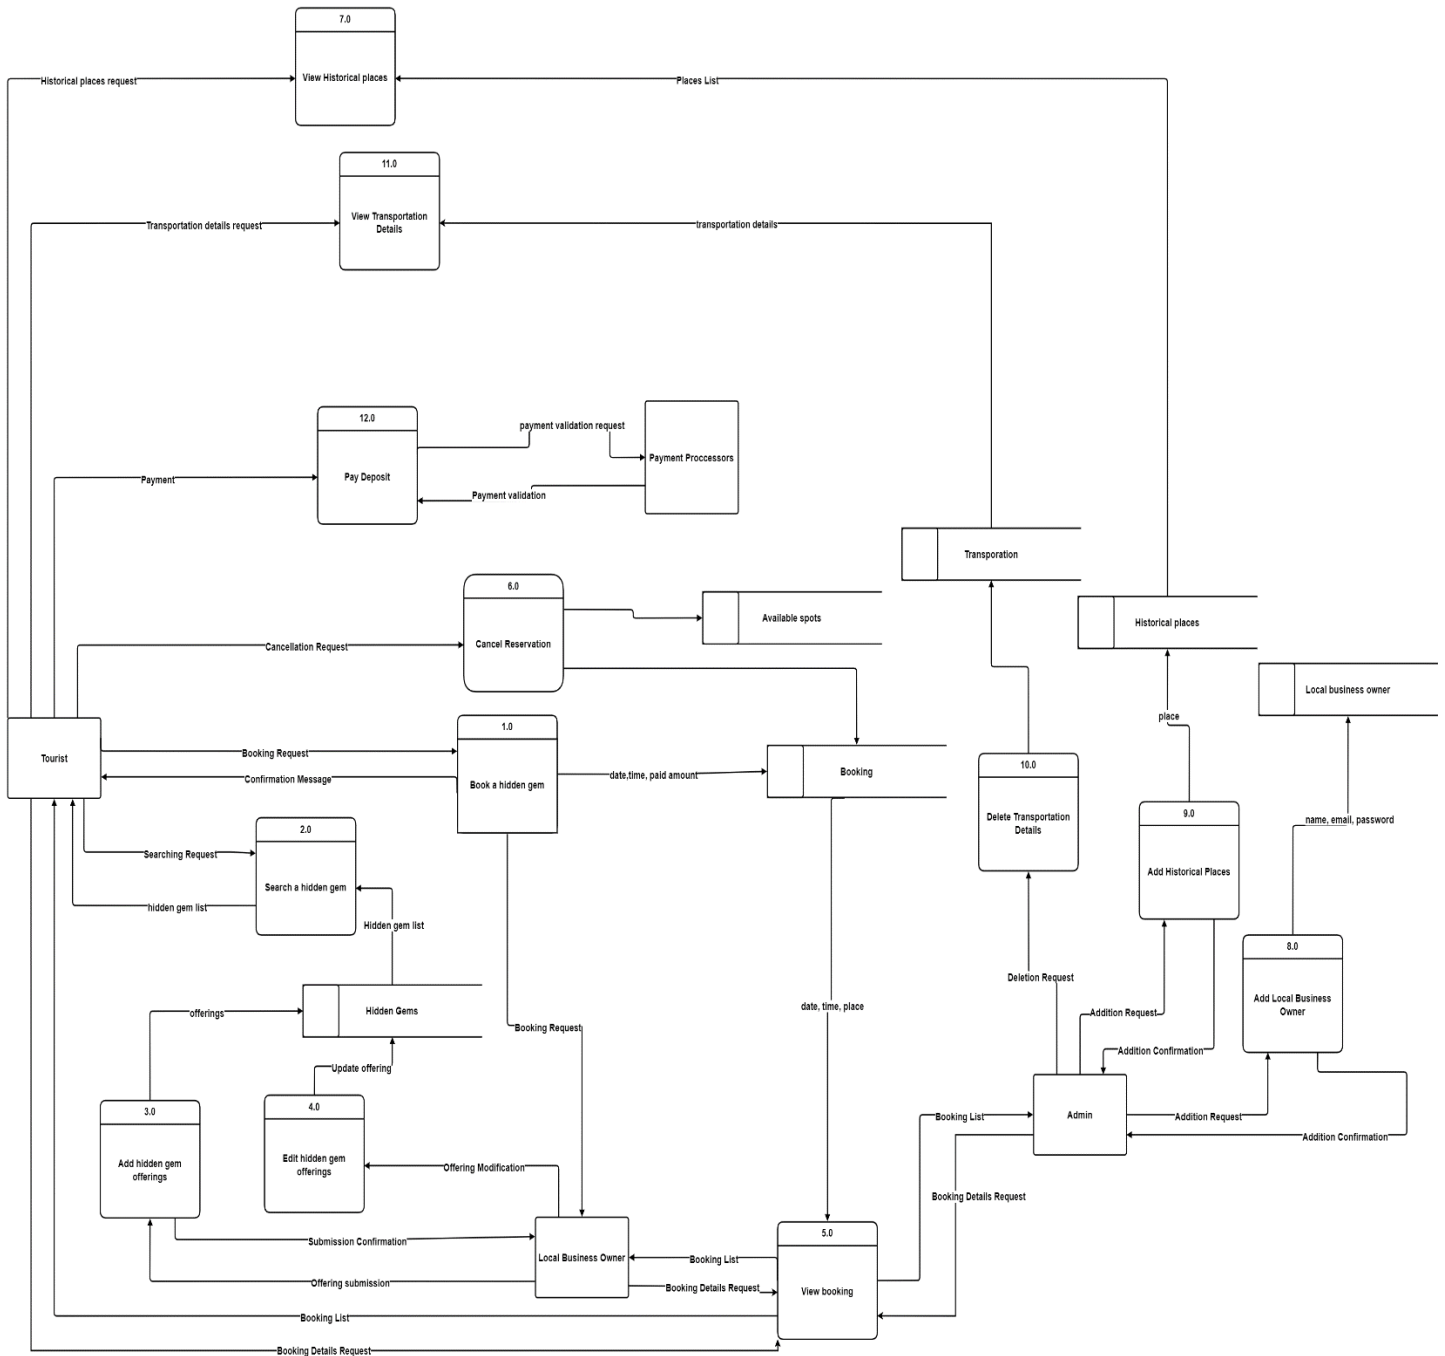 7.0
View Historical places
Historical places request
Places List
11.0
View Transportation
Details
Transportation details request
transportation details
12.0
Pay Deposit
Payment
payment validation request
Payment Proccessors
Payment validation
Transporation
6.0
Cancel Reservation
Cancellation Request
Available spots
Historical places
Local business owner
place
Tourist
Booking Request
Confirmation Message
1.0
Book a hidden gem
date,time, paid amount
Booking
10.0
Delete Transportation
Details
9.0
Add Historical Places
name, email, password
2.0
Search a hidden gem
Searching Request
hidden gem list
Hidden gem list
8.0
Add Local Business
Owner
Deletion Request
Addition Request
Addition Confirmation
offerings
Hidden Gems
Booking Request
date, time, place
Update offering
3.0
Add hidden gem
offerings
4.0
Edit hidden gem
offerings
Admin
Booking List
Addition Request
Addition Confirmation
Offering Modification
Booking Details Request
Submission Confirmation
Local Business Owner
5.0
View booking
Booking List
Offering submission
Booking Details Request
Booking List
Booking Details Request